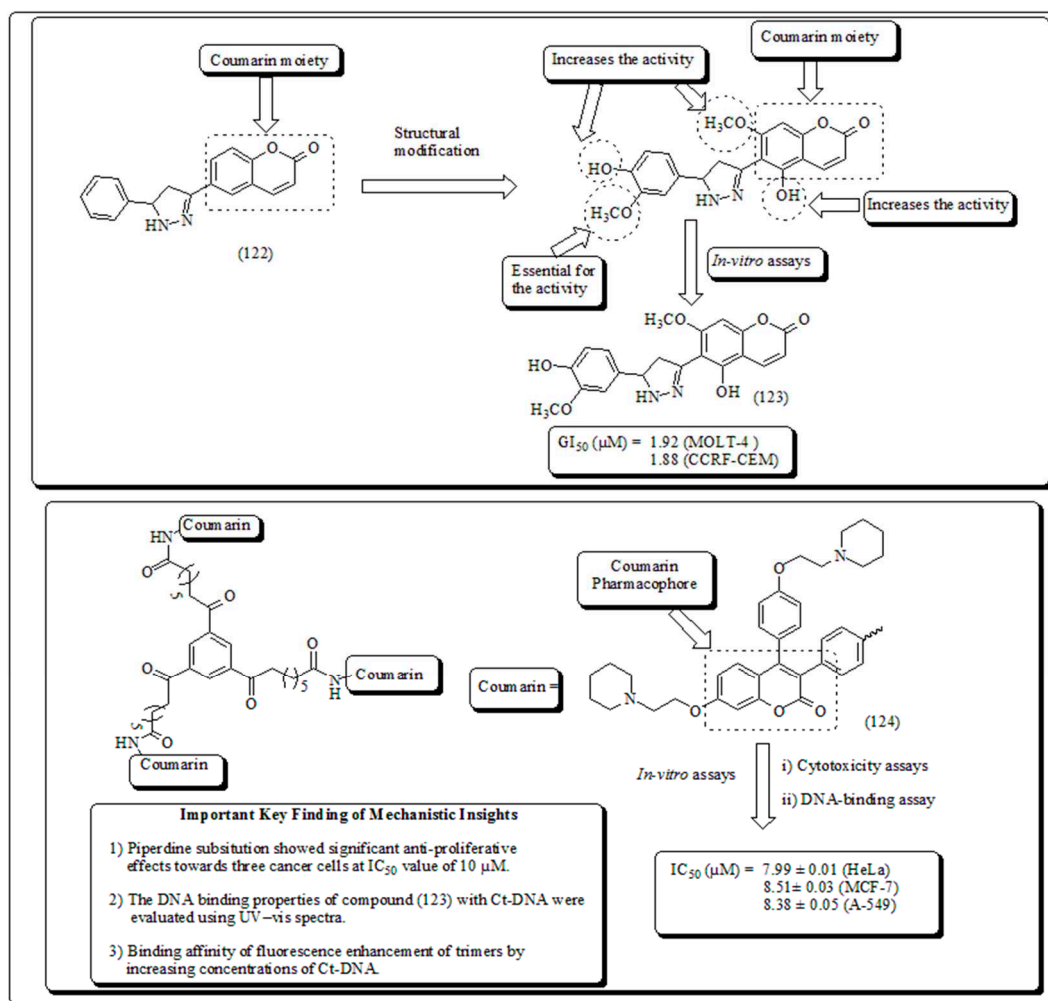 Coumarin moiety
O
O
HN
N
(122)
Structural
modification
Increases the activity
Coumarin moiety
H3CO
O
O
HO
H3CO
HN
N
OH
Increases the activity
Essential for
the activity
In-vitro assays
H3CO
O
O
HO
H3CO
HN
N
OH
(123)
GI50 (μM) = 1.92 (MOLT-4 )
1.88 (CCRF-CEM)
Coumarin
HN
O
5
O
O
O
5
N
H
Coumarin
O
5
HN
O
Coumarin
Coumarin =
Coumarin
Pharmacophore
N
O
N
O
O
O
(124)
In-vitro assays
i) Cytotoxicity assays
ii) DNA-binding assay
IC50 (μM) = 7.99 ± 0.01 (HeLa)
8.51± 0.03 (MCF-7)
8.38 ± 0.05 (A-549)
Important Key Finding of Mechanistic Insights
1) Piperdine subsitution showed significant anti-proliferative
effects towards three cancer cells at IC50 value of 10 μM.
2) The DNA binding properties of compound (123) with Ct-DNA were
evaluated using UV–vis spectra.
3) Binding affinity of fluorescence enhancement of trimers by
increasing concentrations of Ct-DNA.